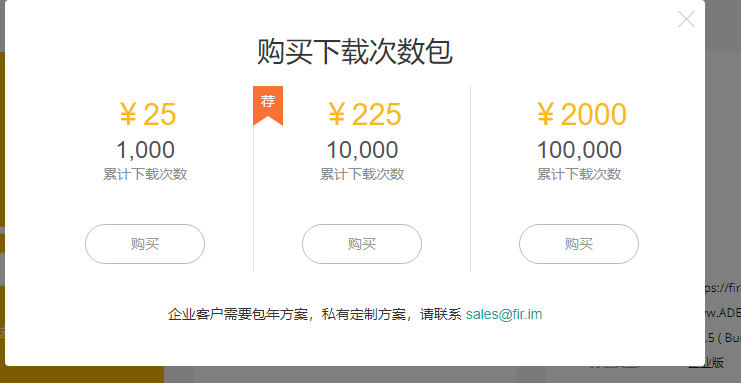 购买下载次数包
荐
￥25
1,000
累计下载次数
购买
￥225
10,000
累计下载次数
购买
￥2000
100,000
累计下载次数
购买
企业客户需要包年方案，私有定制方案，请联系 sales@fir.im
ps://fir
w.ADE
.5 ( Bui
企业版